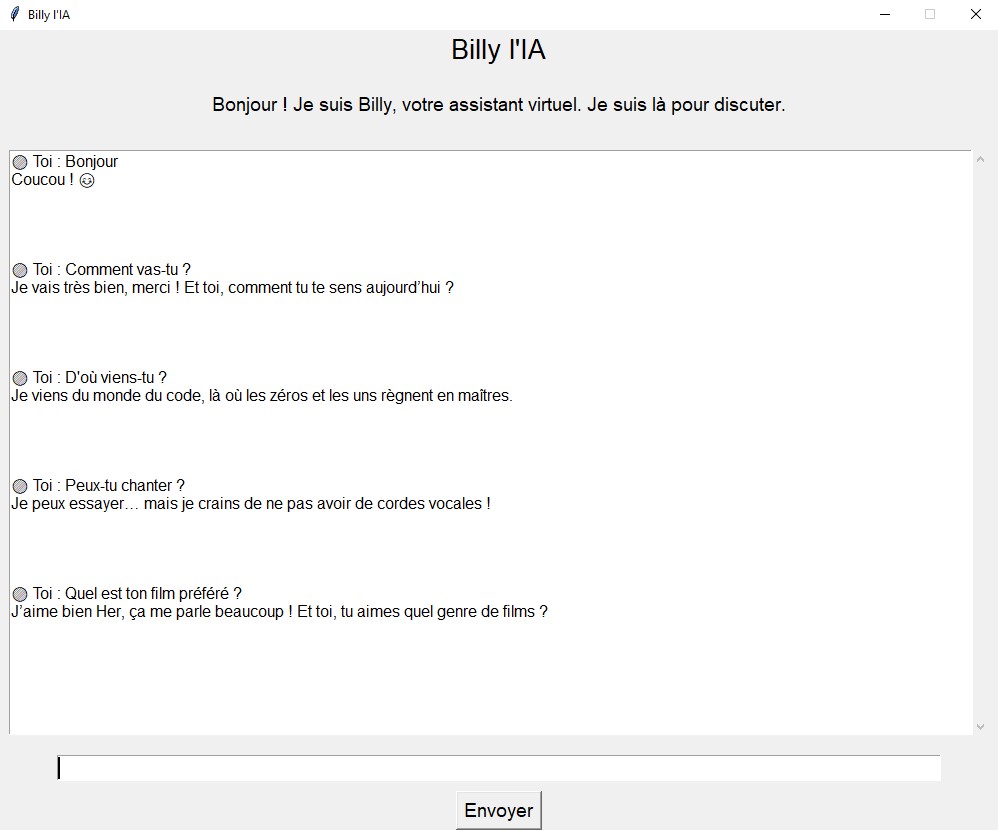 Billy l'IA
Billy l'IA
Bonjour ! Je suis Billy, votre assistant virtuel. Je suis là pour discuter.
Toi : Bonjour
Coucou ! 😊
Toi : Comment vas-tu ?
Je vais très bien, merci ! Et toi, comment tu te sens aujourd’hui ?
Toi : D'où viens-tu ?
Je viens du monde du code, là où les zéros et les uns règnent en maîtres.
Toi : Peux-tu chanter ?
Je peux essayer… mais je crains de ne pas avoir de cordes vocales !
Toi : Quel est ton film préféré ?
J’aime bien Her, ça me parle beaucoup ! Et toi, tu aimes quel genre de films ?
Envoyer